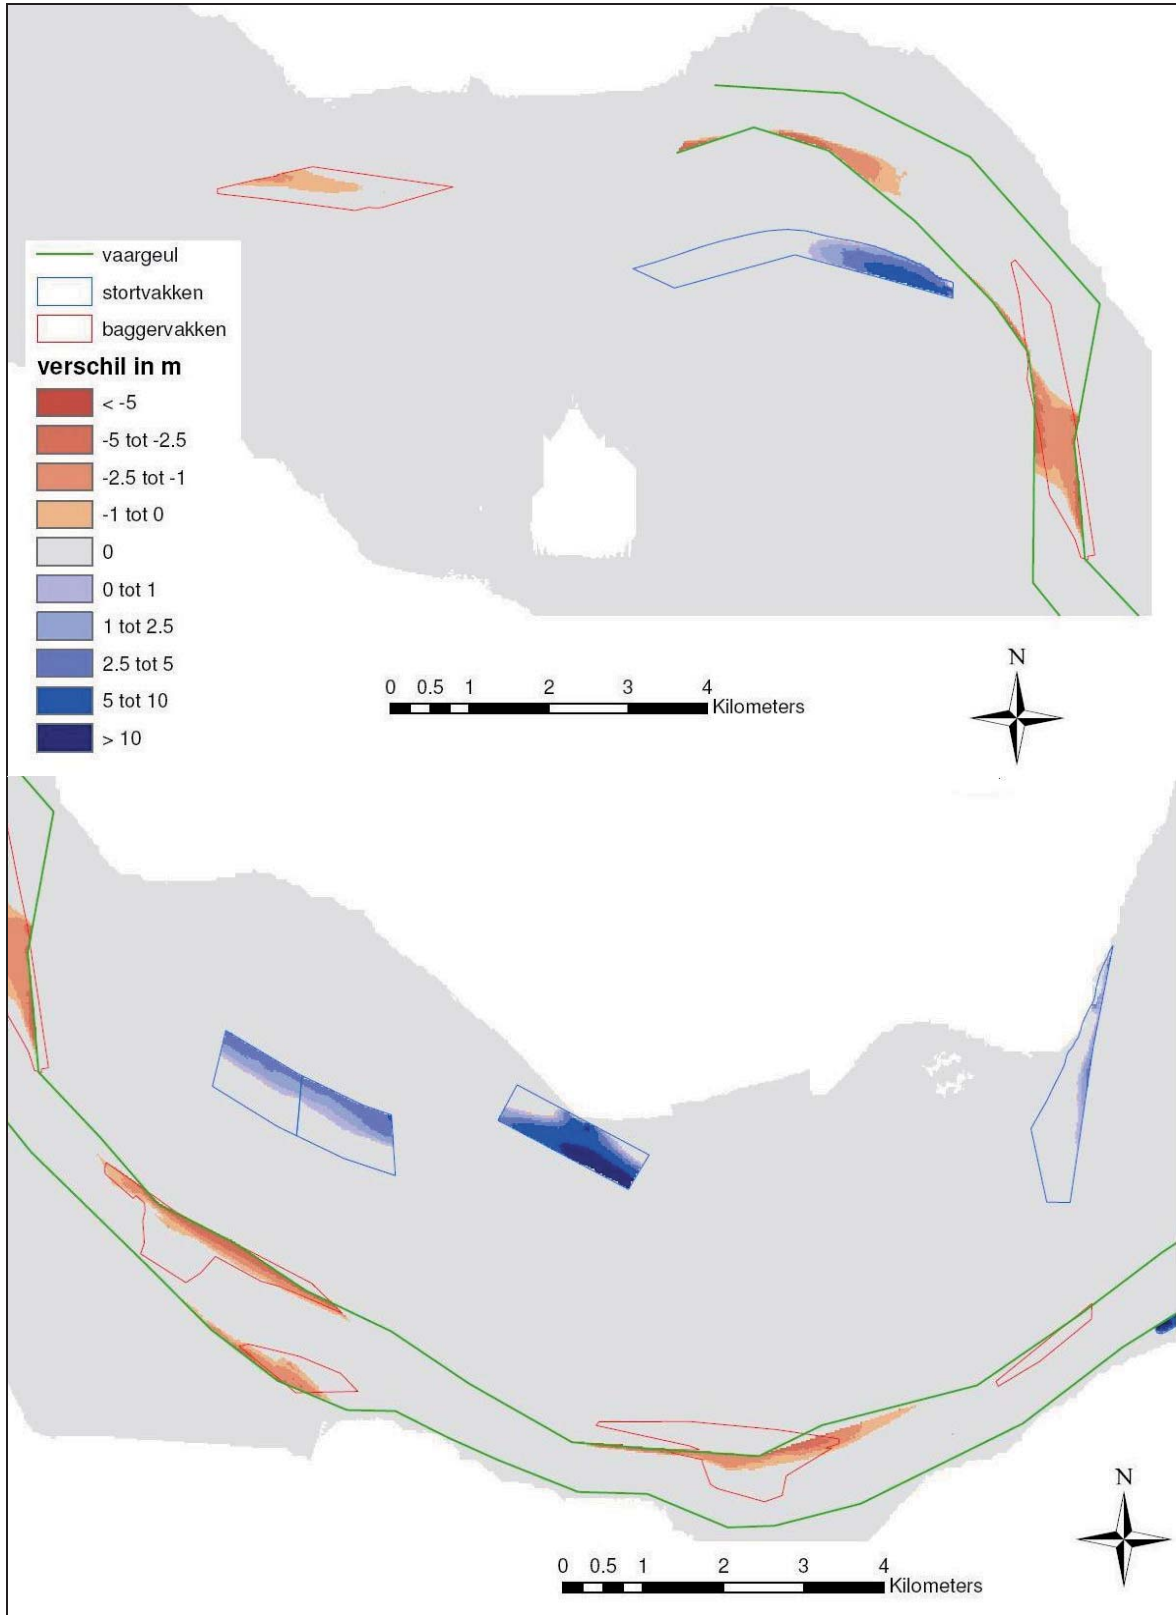 vaargeul
stortvakken
baggervakken
verschil in m
< -5
-5 tot -2.5
-2.5 tot -1
-1 tot 0
0
0 tot 1
1 tot 2.5
2.5 tot 5
5 tot 10
> 10
0 0.5 1 2 3 4
Kilometers
N
N
0 0.5 1 2 3 4
Kilometers